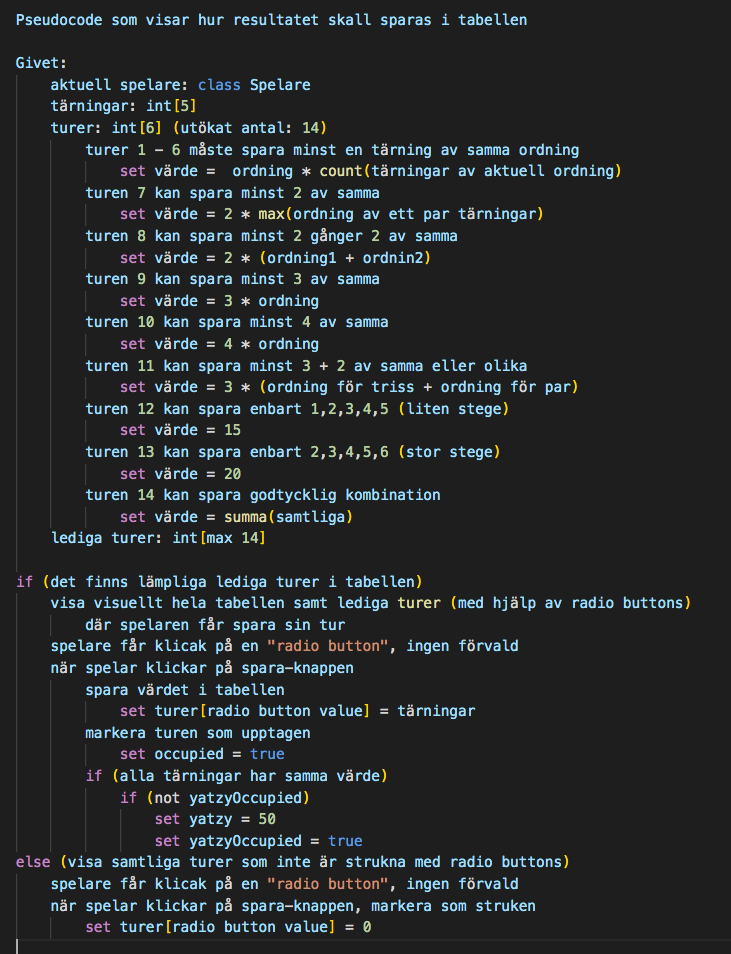 Pseudocode som visar hur resultatet skall sparas i tabellen
Givet:
aktuell spelare: class Spelare
tärningar: int[5]
turer: int[6] (utökat antal: 14)
turer 1 - 6 måste spara minst en tärning av samma ordning
set värde =  ordning * count(tärningar av aktuell ordning)
turen 7 kan spara minst 2 av samma
set värde = 2 * max(ordning av ett par tärningar)
turen 8 kan spara minst 2 gånger 2 av samma
set värde = 2 * (ordning1 + ordnin2)
turen 9 kan spara minst 3 av samma
set värde = 3 * ordning
turen 10 kan spara minst 4 av samma
set värde = 4 * ordning
turen 11 kan spara minst 3 + 2 av samma eller olika
set värde = 3 * (ordning för triss + ordning för par)
turen 12 kan spara enbart 1,2,3,4,5 (liten stege)
set värde = 15
turen 13 kan spara enbart 2,3,4,5,6 (stor stege)
set värde = 20
turen 14 kan spara godtycklig kombination
set värde = summa(samtliga)
lediga turer: int[max 14]
if (det finns lämpliga lediga turer i tabellen)
visa visuellt hela tabellen samt lediga turer (med hjälp av radio buttons)
där spelaren får spara sin tur
spelare får klicak på en "radio button", ingen förvald
när spelar klickar på spara-knappen
spara värdet i tabellen
set turer[radio button value] = tärningar
markera turen som upptagen
set occupied = true
if (alla tärningar har samma värde)
if (not yatzyOccupied)
set yatzy = 50
set yatzyOccupied = true
else (visa samtliga turer som inte är strukna med radio buttons)
spelare får klicak på en "radio button", ingen förvald
när spelar klickar på spara-knappen, markera som struken
set turer[radio button value] = 0